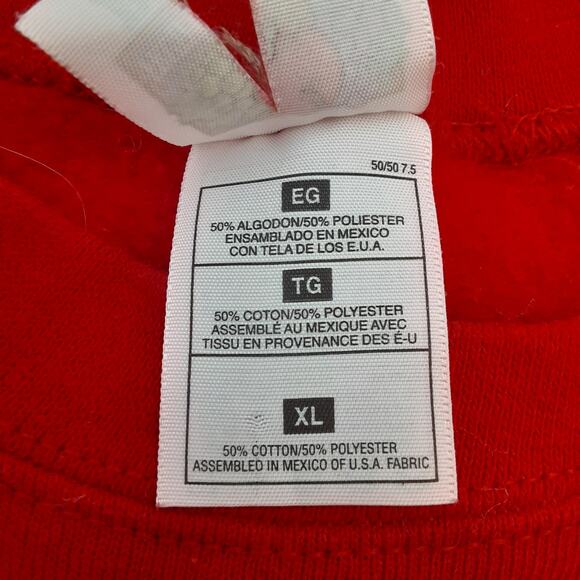 50/50 7.5
EG
50% ALGODON/50% POLIESTER
ENSAMBLADO EN MEXICO
CON TELA DE LOS E.U.A.
TG
50% COTON/50% POLYESTER
ASSEMBLÉ AU MEXIQUE AVEC
TISSU EN PROVENANCE DES É-U
XL
50% COTTON/50% POLYESTER
ASSEMBLED IN MEXICO OF U.S.A. FABRIC